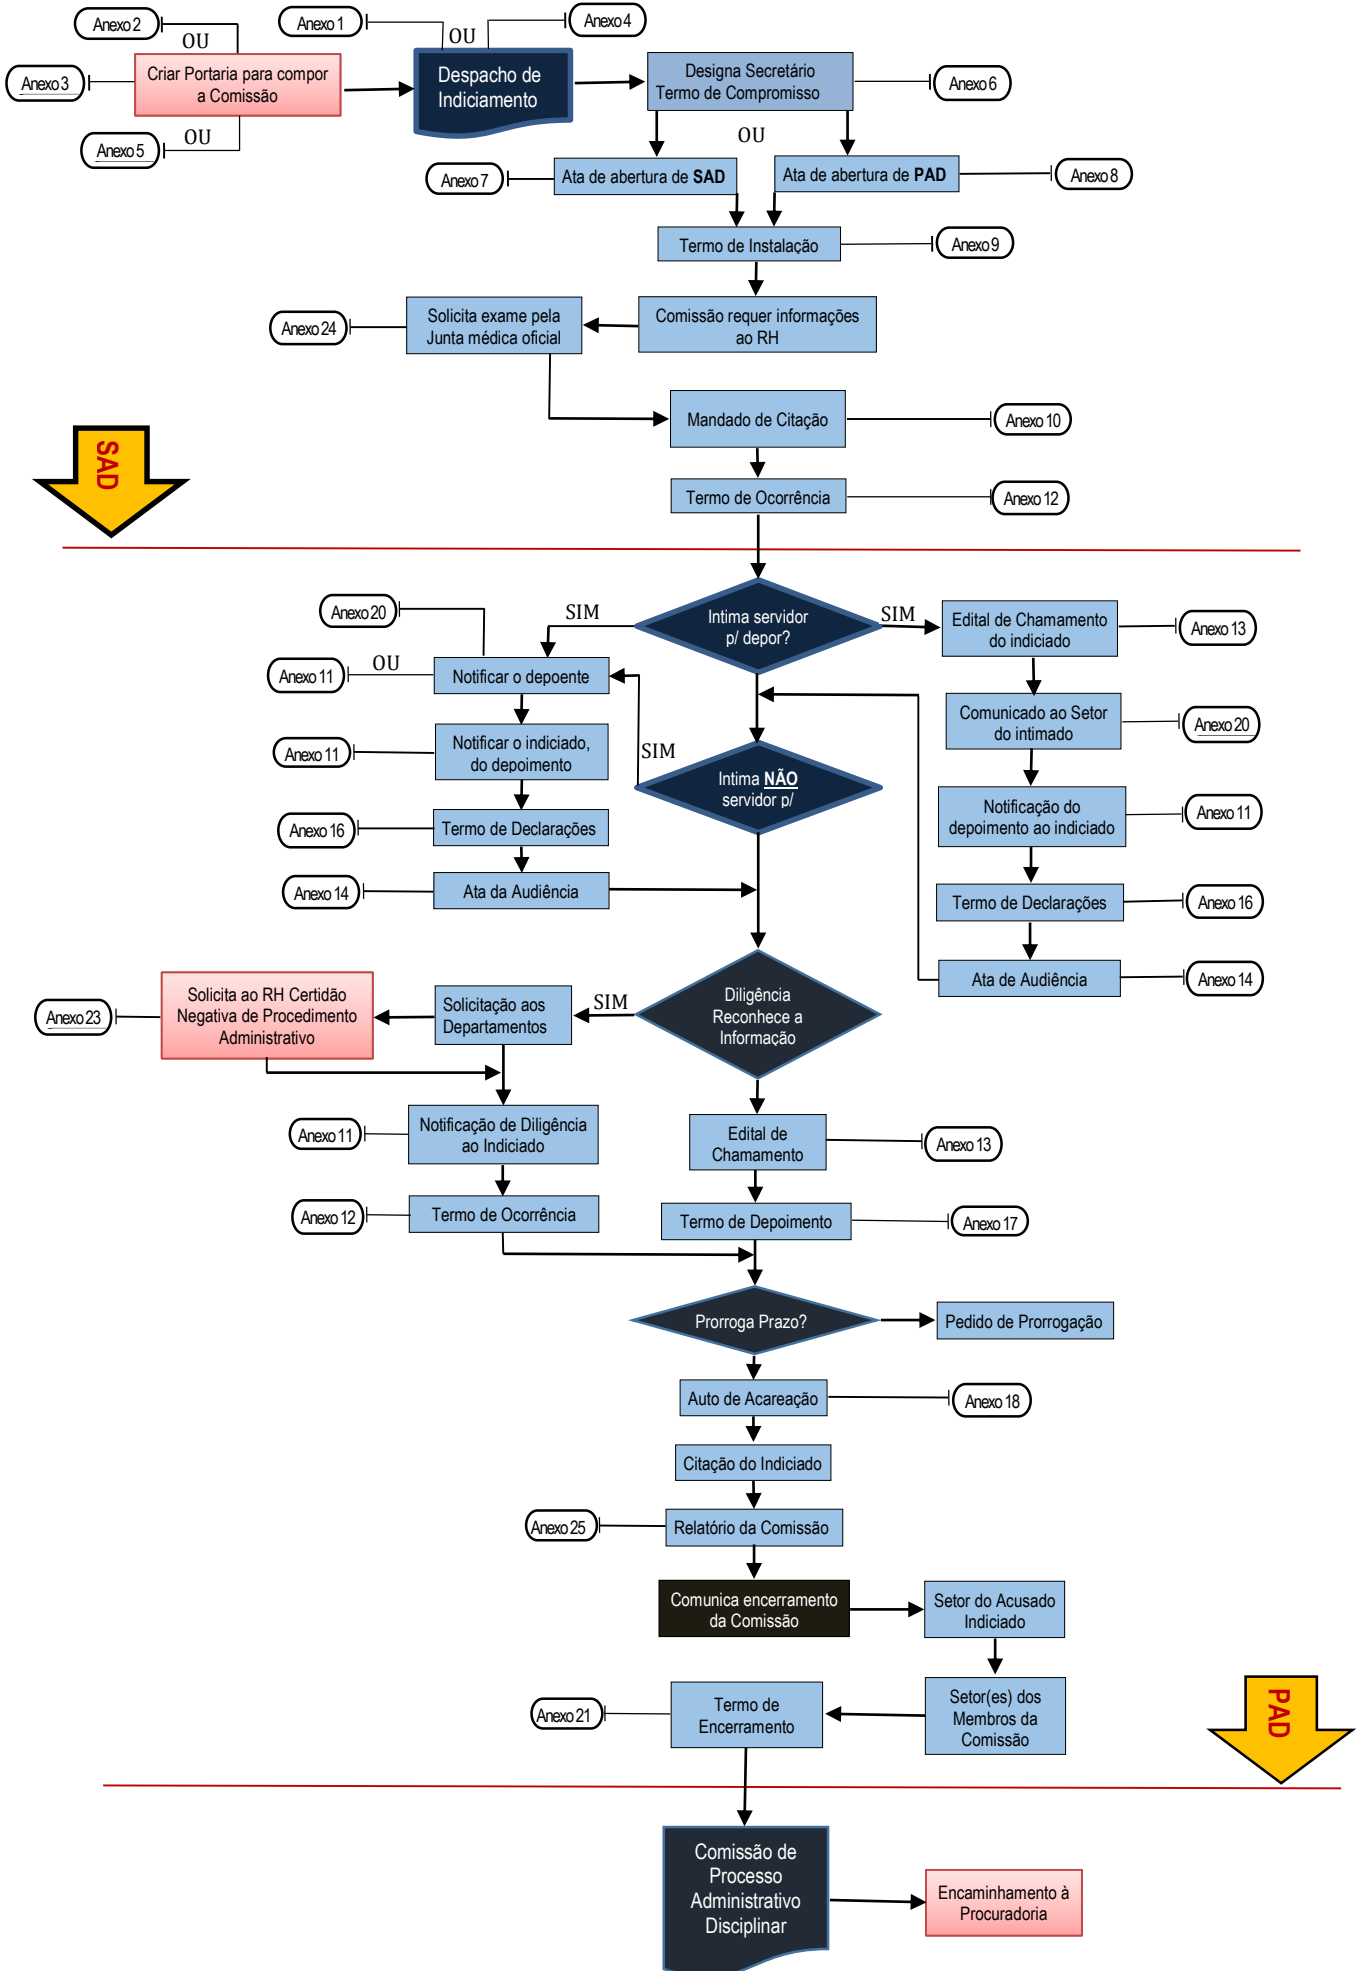 Anexo 2
OU
Anexo 1
OU
Anexo 4
Anexo 3
Criar Portaria para compor
a Comissão
Despacho de
Indiciamento
Designa Secretário
Termo de Compromisso
Anexo 6
Anexo 5
OU
OU
Anexo 7
Ata de abertura de SAD
Ata de abertura de PAD
Anexo 8
Termo de Instalação
Anexo 9
Anexo 24
Solicita exame pela
Junta médica oficial
Comissão requer informações
ao RH
Mandado de Citação
Anexo 10
SAD
Termo de Ocorrência
Anexo 12
Anexo 20
SIM
Intima servidor
p/ depor?
SIM
Edital de Chamamento
do indiciado
Anexo 13
Anexo 11
OU
Notificar o depoente
Comunicado ao Setor
do intimado
Anexo 20
Anexo 11
Notificar o indiciado,
do depoimento
SIM
Intima NÃO
servidor p/
Notificação do
depoimento ao indiciado
Anexo 11
Anexo 16
Termo de Declarações
Anexo 14
Ata da Audiência
Termo de Declarações
Anexo 16
Ata de Audiência
Anexo 14
Anexo 23
Solicita ao RH Certidão
Negativa de Procedimento
Administrativo
Solicitação aos
Departamentos
SIM
Diligência
Reconhece a
Informação
Anexo 11
Notificação de Diligência
ao Indiciado
Edital de
Chamamento
Anexo 13
Anexo 12
Termo de Ocorrência
Termo de Depoimento
Anexo 17
Prorroga Prazo?
Pedido de Prorrogação
Auto de Acareação
Anexo 18
Citação do Indiciado
Anexo 25
Relatório da Comissão
Comunica encerramento
da Comissão
Setor do Acusado
Indiciado
Anexo 21
Termo de
Encerramento
Setor(es) dos
Membros da
Comissão
PAD
Comissão de
Processo
Administrativo
Disciplinar
Encaminhamento à
Procuradoria